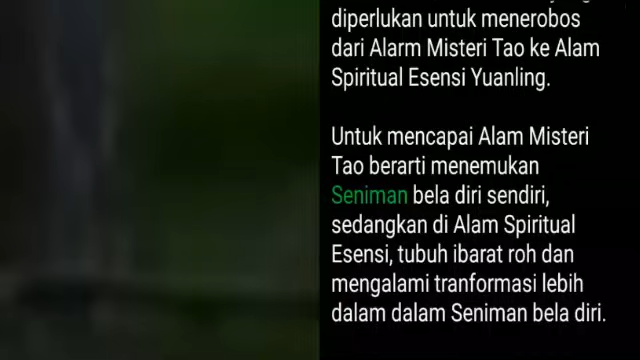 diperlukan untuk menerobos
dari Alarm Misteri Tao ke Alam
Spiritual Esensi Yuanling.
Untuk mencapai Alam Misteri
Tao berarti menemukan
Seniman bela diri sendiri,
sedangkan di Alam Spiritual
Esensi, tubuh ibarat roh dan
mengalami tranformasi lebih
dalam dalam Seniman bela diri.